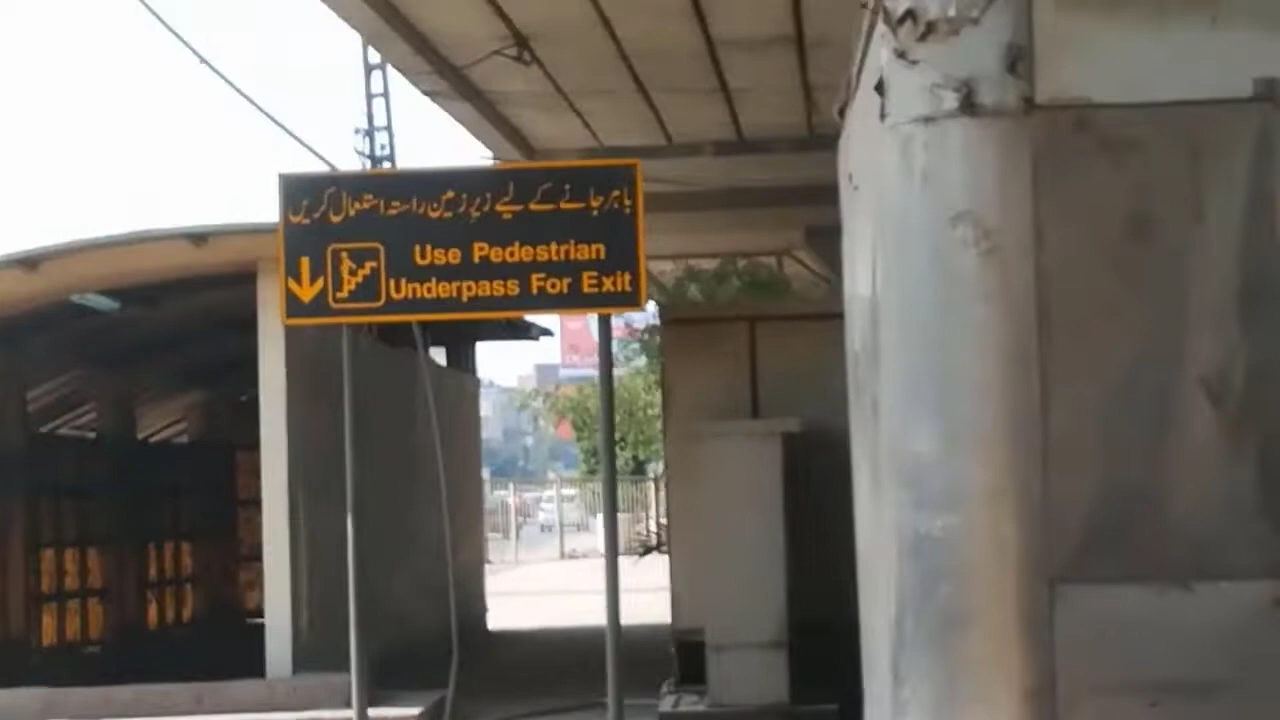 باہر جانے کے لیے زیرِ زمین راستہ استعمال کریں
Use Pedestrian
Underpass For Exit